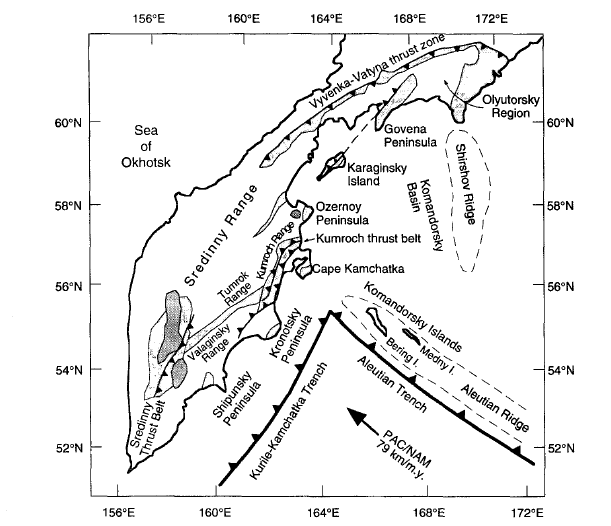 156°E
160°E
164°E
168°E
172°E
Vyvenka-Vatyna thrust zone
Olyutorsky
Region
60°N
60°N
Sea
of
Okhotsk
Govena
Peninsula
Karaginsky
Island
Shirshov Ridge
Komandorsky
Basin
58°N
58°N
Sredinny Range
Ozernoy
Peninsula
Kumroch Range
Kumroch thrust belt
Cape Kamchatka
Tumrok
Range
56°N
56°N
Komandorsky Islands
Valaginsky
Range
Kronotsky
Peninsula
Bering I.
Medny I.
54°N
54°N
Aleutian Trench
Aleutian Ridge
Shipunsky
Peninsula
Sredinny
Thrust Belt
Kurile-Kamchatka Trench
PAC/NAM
79 km/m.y.
52°N
52°N
156°E
160°E
164°E
168°E
172°E